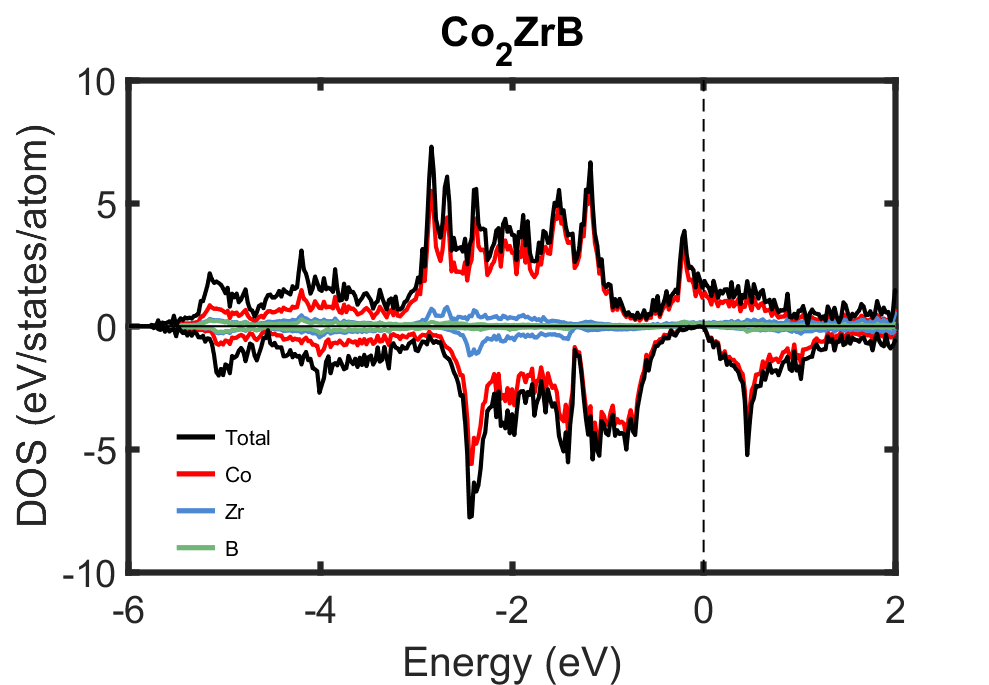 Co₂ZrB
10
5
0
-5
-10
DOS (eV/states/atom)
Total
Co
Zr
B
-6 -4 -2 0 2
Energy (eV)